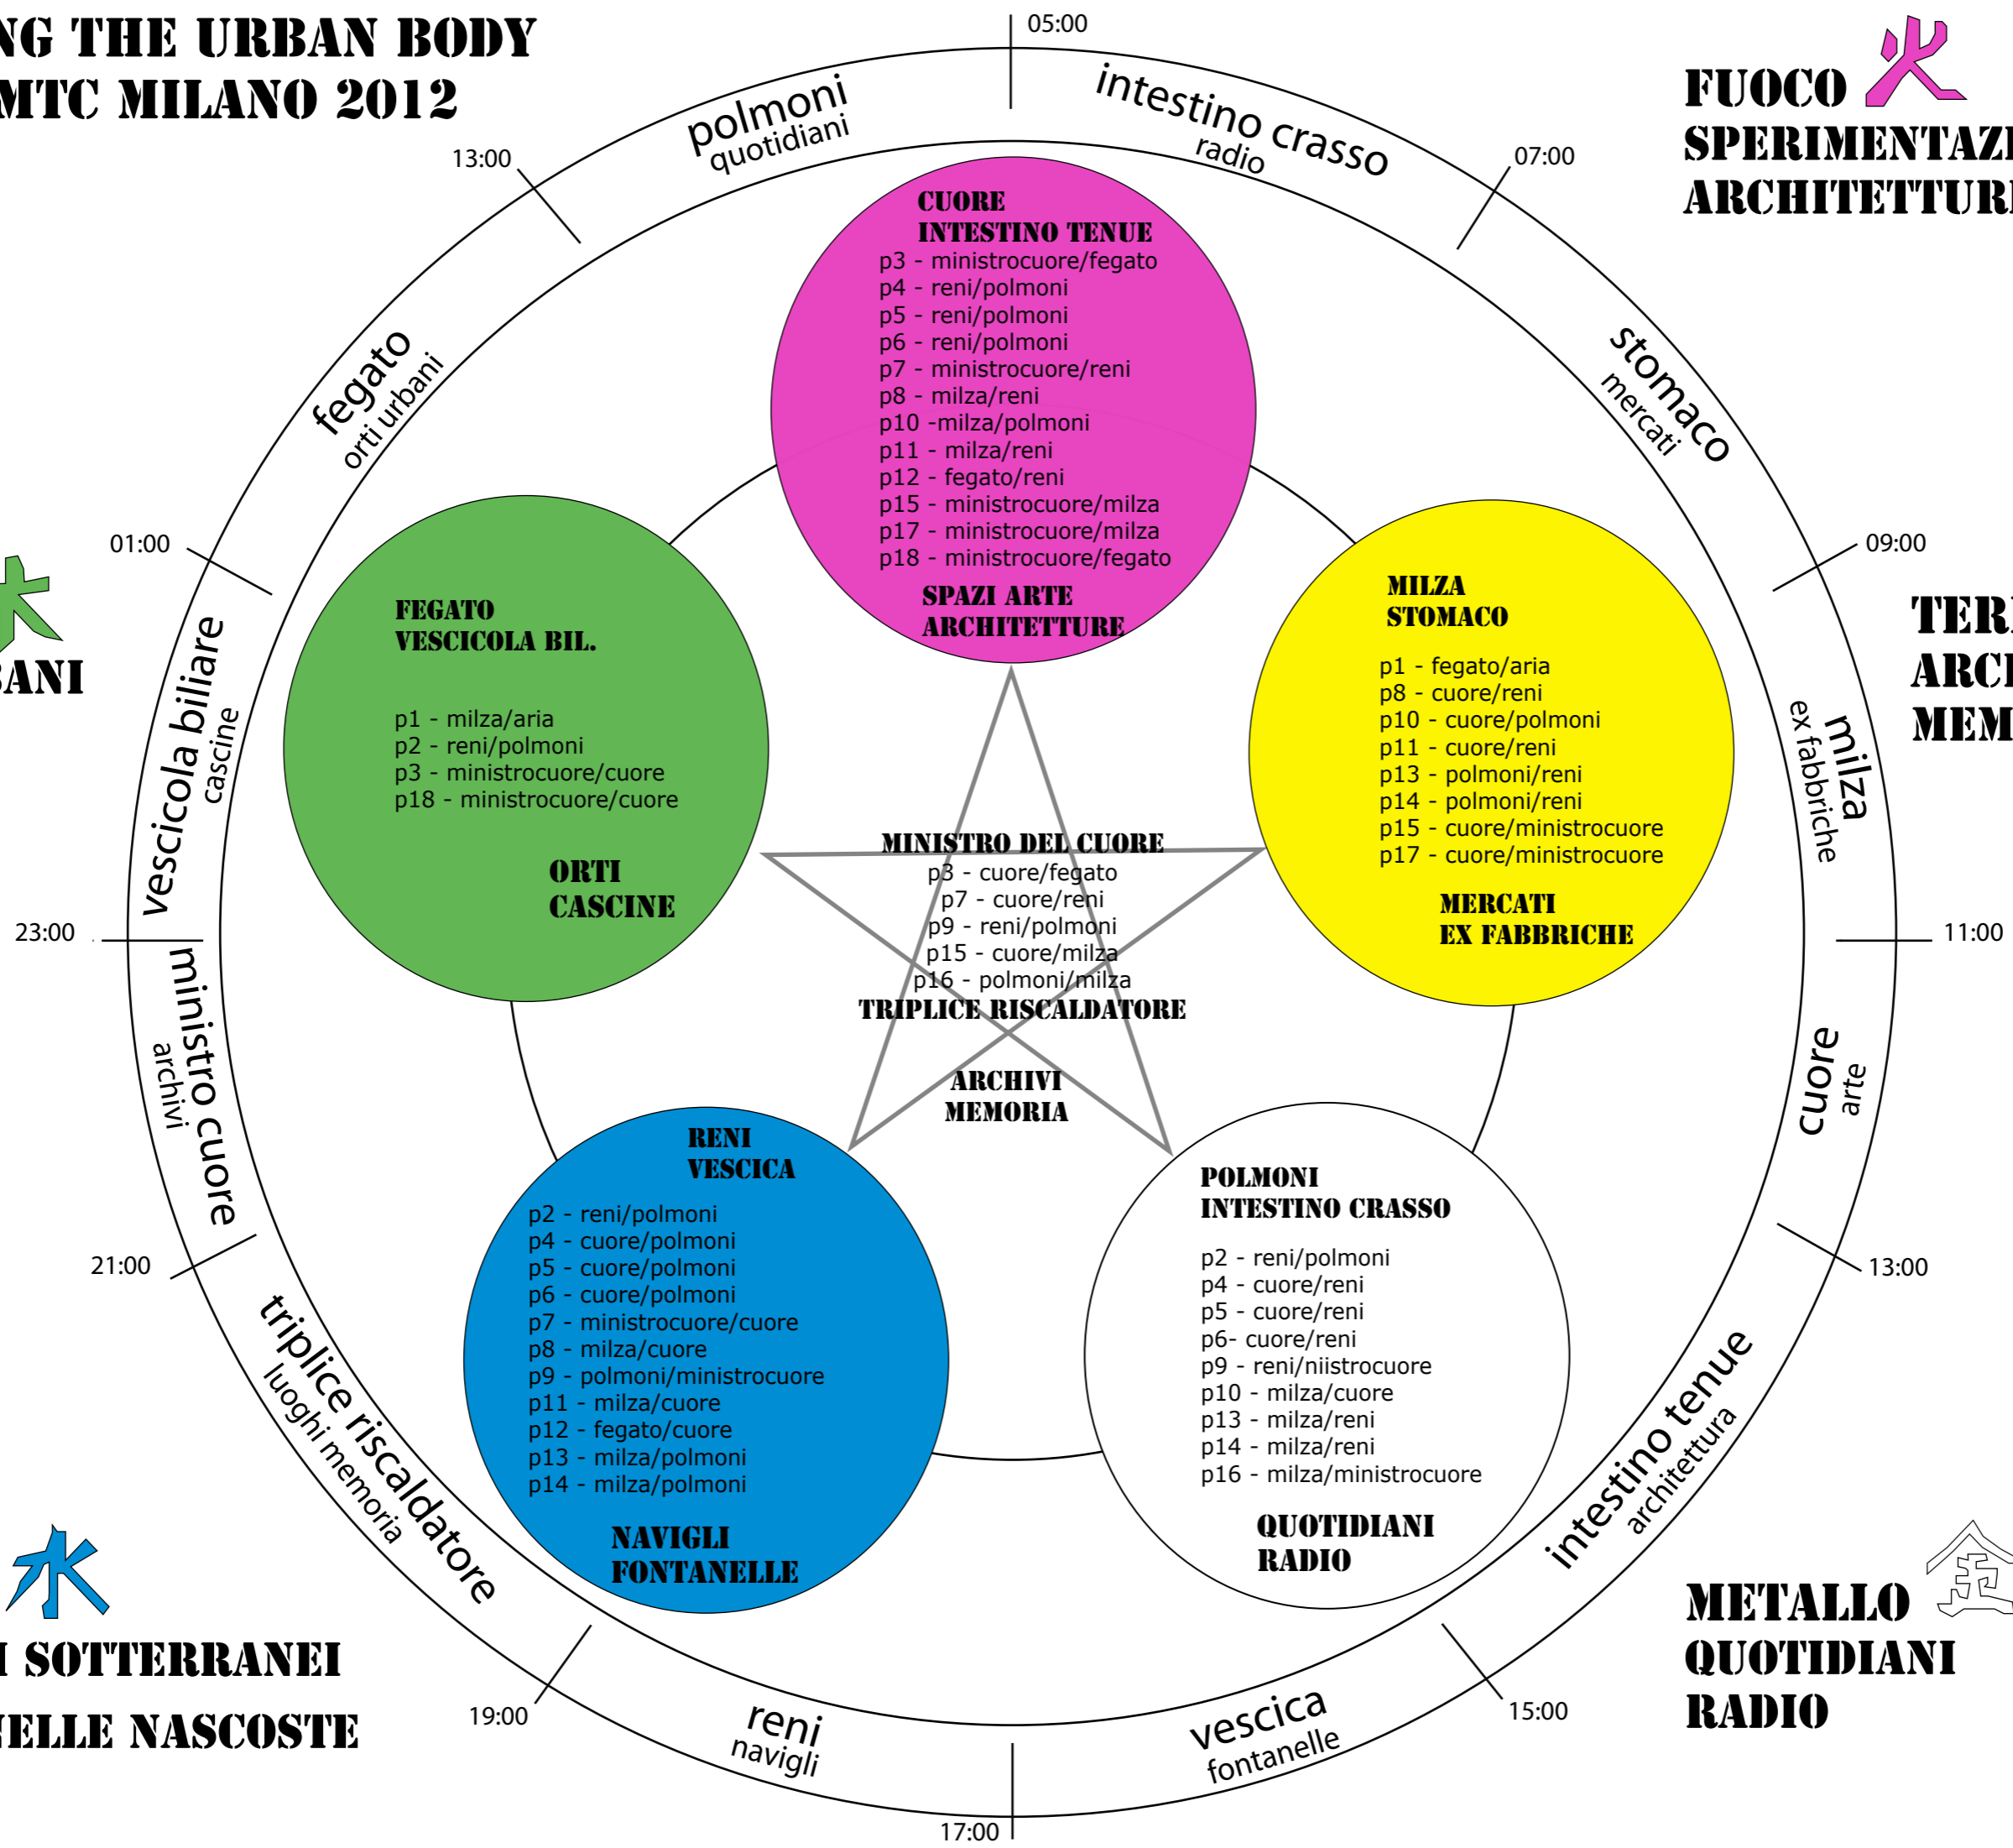 NG THE URBAN BODY
MTC MILANO 2012
05:00
FUOCO 火
SPERIMENTAZI
ARCHITETTUR
13:00
polmoni
quotidiani
intestino crasso
radio
07:00
CUORE
INTESTINO TENUE
p3 - ministrocuore/fegato
p4 - reni/polmoni
p5 - reni/polmoni
p6 - reni/polmoni
p7 - ministrocuore/reni
p8 - milza/reni
p10 -milza/polmoni
p11 - milza/reni
p12 - fegato/reni
p15 - ministrocuore/milza
p17 - ministrocuore/milza
p18 - ministrocuore/fegato
SPAZI ARTE
ARCHITETTURE
fegato
orti urbani
stomaco
mercati
01:00
09:00
BANI
FEGATO
VESCICOLA BIL.
p1 - milza/aria
p2 - reni/polmoni
p3 - ministrocuore/cuore
p18 - ministrocuore/cuore
ORTI
CASCINE
MILZA
STOMACO
p1 - fegato/aria
p8 - cuore/reni
p10 - cuore/polmoni
p11 - cuore/reni
p13 - polmoni/reni
p14 - polmoni/reni
p15 - cuore/ministrocuore
p17 - cuore/ministrocuore
MERCATI
EX FABBRICHE
TER
ARC
MEM
vescicola biliare
cascine
milza
ex fabbriche
MINISTRO DEL CUORE
p3 - cuore/fegato
p7 - cuore/reni
p9 - reni/polmoni
p15 - cuore/milza
p16 - polmoni/milza
TRIPLICE RISCALDATORE
ARCHIVI
MEMORIA
23:00
11:00
ministro cuore
archivi
cuore
arte
21:00
13:00
RENI
VESCICA
p2 - reni/polmoni
p4 - cuore/polmoni
p5 - cuore/polmoni
p6 - cuore/polmoni
p7 - ministrocuore/cuore
p8 - milza/cuore
p9 - polmoni/ministrocuore
p11 - milza/cuore
p12 - fegato/cuore
p13 - milza/polmoni
p14 - milza/polmoni
NAVIGLI
FONTANELLE
POLMONI
INTESTINO CRASSO
p2 - reni/polmoni
p4 - cuore/reni
p5 - cuore/reni
p6- cuore/reni
p9 - reni/niistrocuore
p10 - milza/cuore
p13 - milza/reni
p14 - milza/reni
p16 - milza/ministrocuore
QUOTIDIANI
RADIO
triplice riscaldatore
luoghi memoria
intestino tenue
architettura
水
I SOTTERRANEI
NELLE NASCOSTE
METALLO 金
QUOTIDIANI
RADIO
19:00
reni
navigli
vescica
fontanelle
15:00
17:00